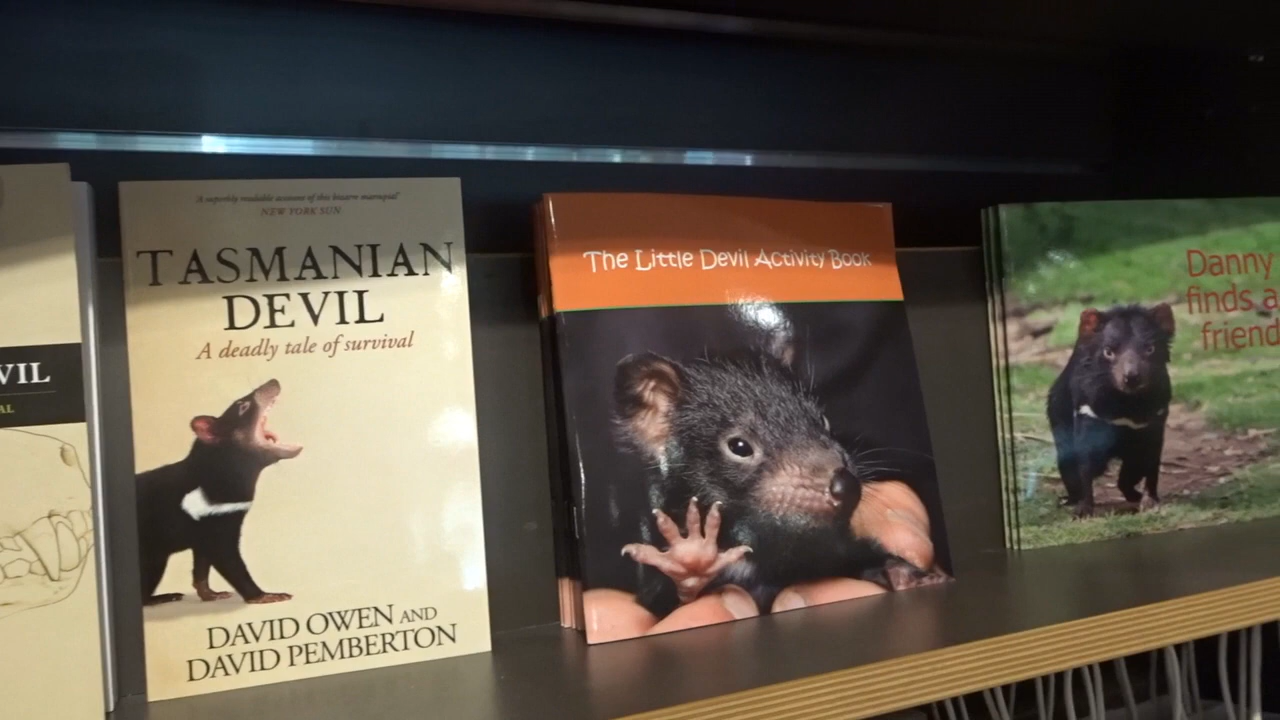 VIL
AL
'A superbly readable account of this bizarre marsupial'
NEW YORK SUN
TASMANIAN
DEVIL
A deadly tale of survival
DAVID OWEN AND
DAVID PEMBERTON
The Little Devil Activity Book
Danny
finds a
friend